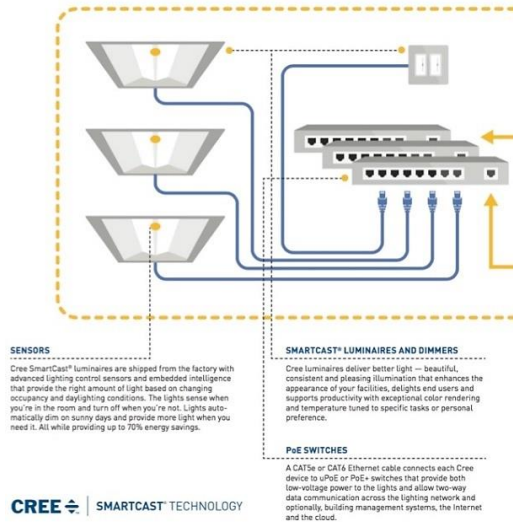 SENSORS
Cree SmartCast® luminaires are shipped from the factory with
advanced lighting control sensors and embedded intelligence
that provide the right amount of light based on changing
occupancy and daylighting conditions. The lights sense when
you're in the room and turn off when you're not. Lights auto-
matically dim on sunny days and provide more light when you
need it. All while providing up to 70% energy savings.
SMARTCAST® LUMINAIRES AND DIMMERS
Cree luminaires deliver better light — beautiful,
consistent and pleasing illumination that enhances the
appearance of your facilities, delights end users and
supports productivity with exceptional color rendering
and temperature tuned to specific tasks or personal
preference.
PoE SWITCHES
A CAT5e or CAT6 Ethernet cable connects each Cree
device to uPoE or PoE+ switches that provide both
low-voltage power to the lights and allow two-way
data communication across the lighting network and
optionally, building management systems, the Internet
and the cloud.
CREE SMARTCAST® TECHNOLOGY